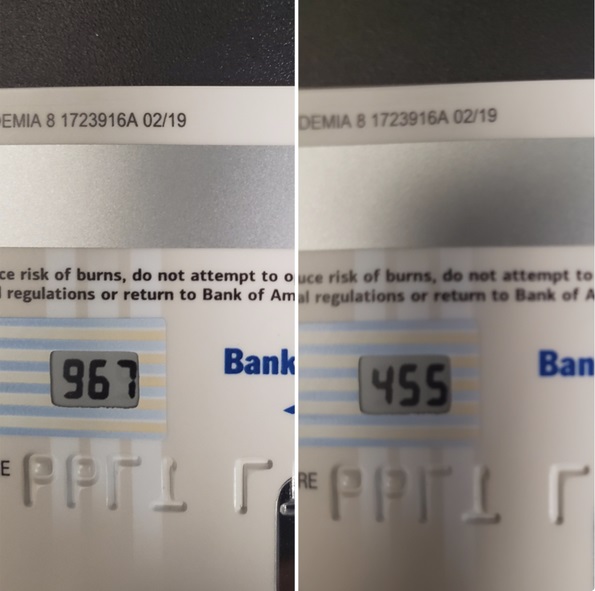 DEMIA 8 1723916A 02/19
ce risk of burns, do not attempt to o
l regulations or return to Bank of Am
967
Bank
E
DEMIA 8 1723916A 02/19
uce risk of burns, do not attempt to
al regulations or return to Bank of A
455
Ban
RE